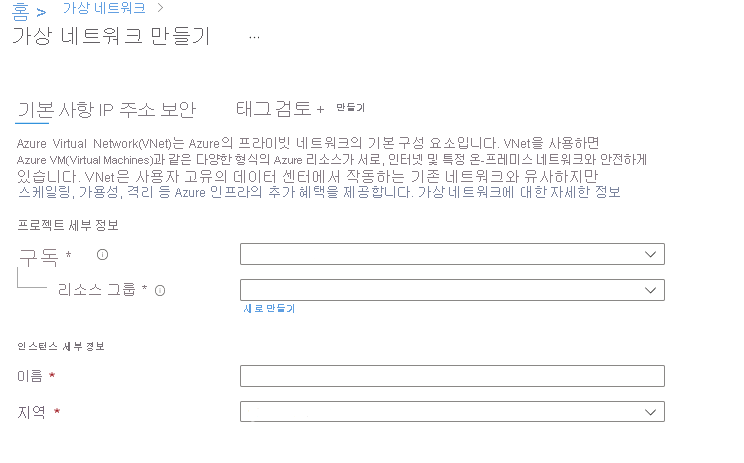 홈 > 가상 네트워크 >
가상 네트워크 만들기 ...
기본 사항 IP 주소 보안 태그 검토 + 만들기
Azure Virtual Network(VNet)는 Azure의 프라이빗 네트워크의 기본 구성 요소입니다. VNet을 사용하면
Azure VM(Virtual Machines)과 같은 다양한 형식의 Azure 리소스가 서로, 인터넷 및 특정 온-프레미스 네트워크와 안전하게
있습니다. VNet은 사용자 고유의 데이터 센터에서 작동하는 기존 네트워크와 유사하지만
스케일링, 가용성, 격리 등 Azure 인프라의 추가 혜택을 제공합니다. 가상 네트워크에 대한 자세한 정보
프로젝트 세부 정보
구독 *
리소스 그룹 *
새로 만들기
인스턴스 세부 정보
이름 *
지역 *